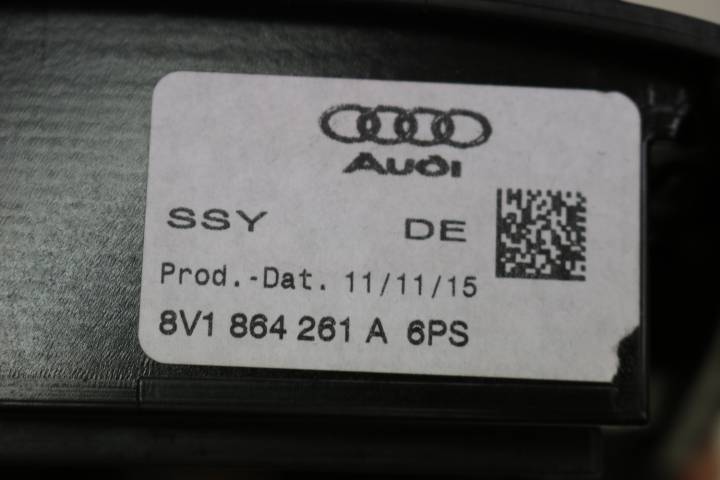 Audi
SSY DE
Prod.-Dat. 11/11/15
8V1 864 261 A 6PS